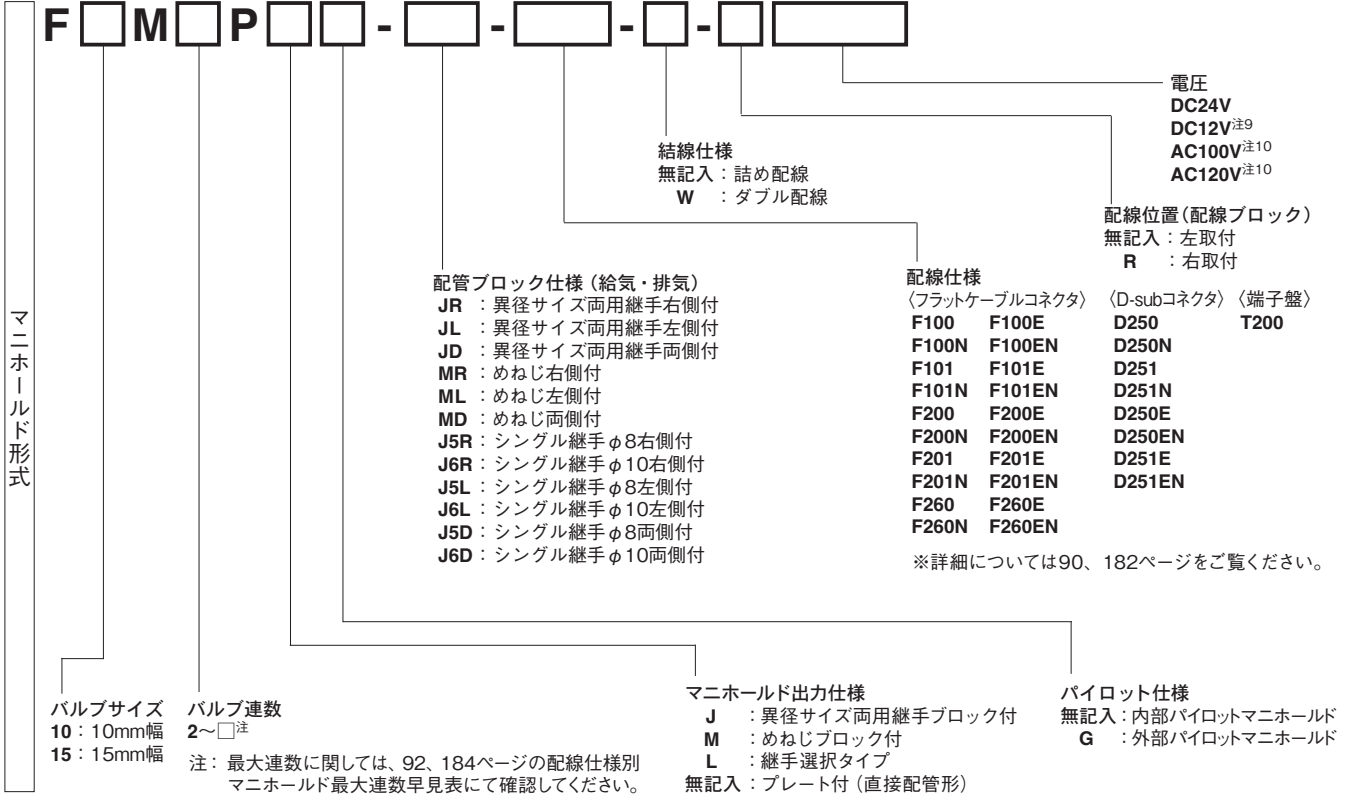 マニホールド形式
F□M□P□□-□-□-□-□□
電圧
DC24V
DC12V注9
AC100V注10
AC120V注10
結線仕様
無記入：詰め配線
W ：ダブル配線
配線位置（配線ブロック）
無記入：左取付
R ：右取付
配管ブロック仕様（給気・排気）
JR ：異径サイズ両用継手右側付
JL ：異径サイズ両用継手左側付
JD ：異径サイズ両用継手両側付
MR ：めねじ右側付
ML ：めねじ左側付
MD ：めねじ両側付
J5R：シングル継手φ8右側付
J6R：シングル継手φ10右側付
J5L：シングル継手φ8左側付
J6L：シングル継手φ10左側付
J5D：シングル継手φ8両側付
J6D：シングル継手φ10両側付
配線仕様
〈フラットケーブルコネクタ〉 〈D-subコネクタ〉 〈端子盤〉
F100 F100E D250 T200
F100N F100EN D250N
F101 F101E D251
F101N F101EN D251N
F200 F200E D250E
F200N F200EN D250EN
F201 F201E D251E
F201N F201EN D251EN
F260 F260E
F260N F260EN
※詳細については90、182ページをご覧ください。
バルブサイズ
10：10mm幅
15：15mm幅
バルブ連数
2〜□注
注：最大連数に関しては、92、184ページの配線仕様別
マニホールド最大連数早見表にて確認してください。
マニホールド出力仕様
J ：異径サイズ両用継手ブロック付
M ：めねじブロック付
L ：継手選択タイプ
無記入：プレート付（直接配管形）
パイロット仕様
無記入：内部パイロットマニホールド
G ：外部パイロットマニホールド